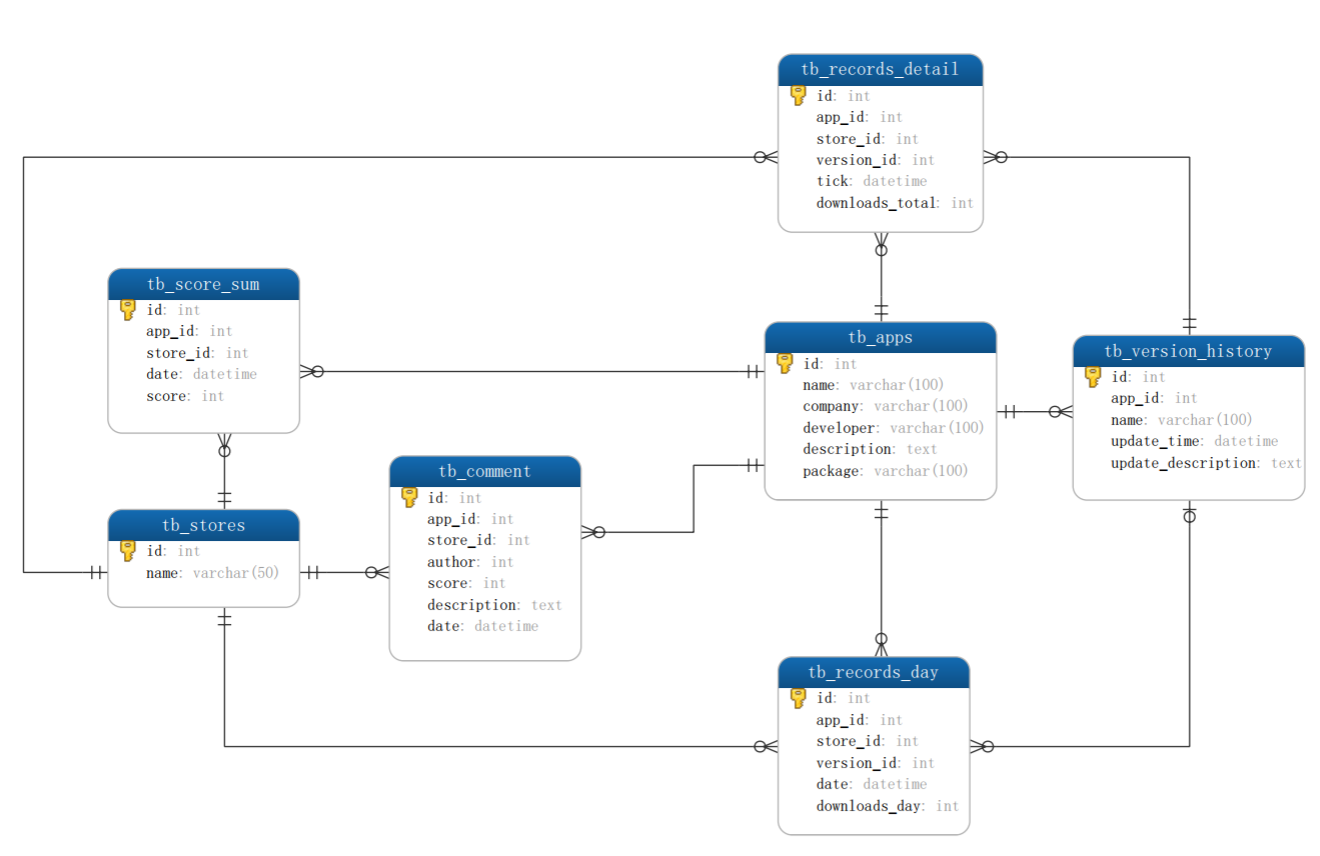 tb_records_detail
id: int
app_id: int
store_id: int
version_id: int
tick: datetime
downloads_total: int
tb_score_sum
id: int
app_id: int
store_id: int
date: datetime
score: int
tb_apps
id: int
name: varchar(100)
company: varchar(100)
developer: varchar(100)
description: text
package: varchar(100)
tb_version_history
id: int
app_id: int
name: varchar(100)
update_time: datetime
update_description: text
tb_comment
id: int
app_id: int
store_id: int
author: int
score: int
description: text
date: datetime
tb_stores
id: int
name: varchar(50)
tb_records_day
id: int
app_id: int
store_id: int
version_id: int
date: datetime
downloads_day: int